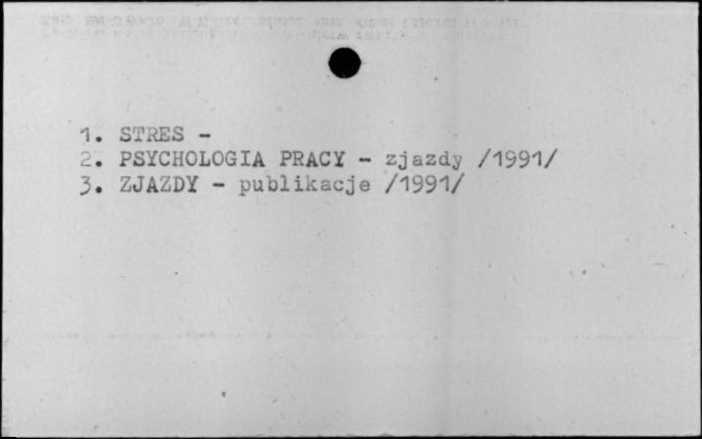 1. STRES -
2. PSYCHOLOGIA PRACY - zjazdy /1991/
3. ZJAZDY - publikacje /1991/